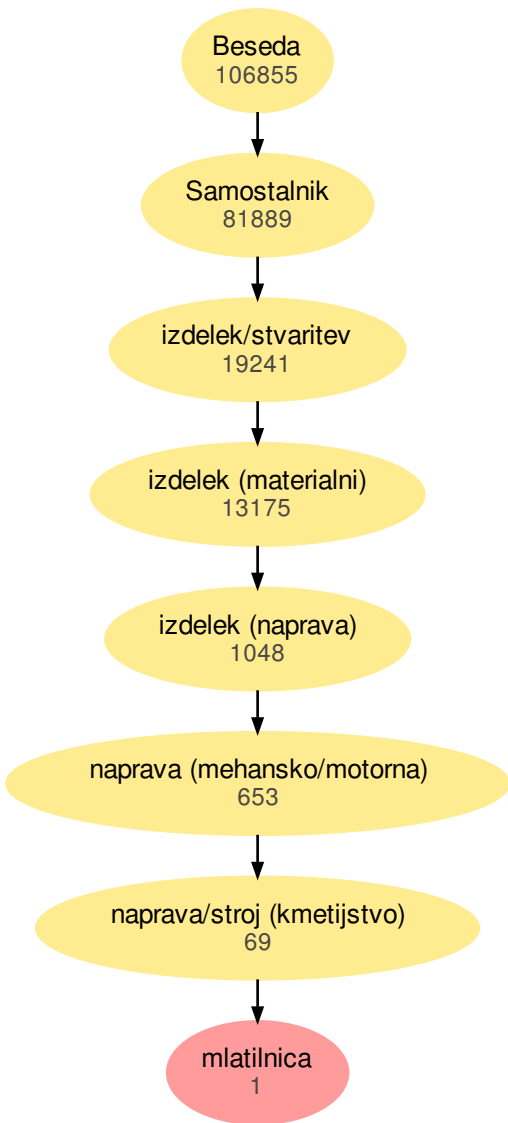 Beseda
106855
Samostalnik
81889
izdelek/stvaritev
19241
izdelek (materialni)
13175
izdelek (naprava)
1048
naprava (mehansko/motorna)
653
naprava/stroj (kmetijstvo)
69
mlatilnica
1